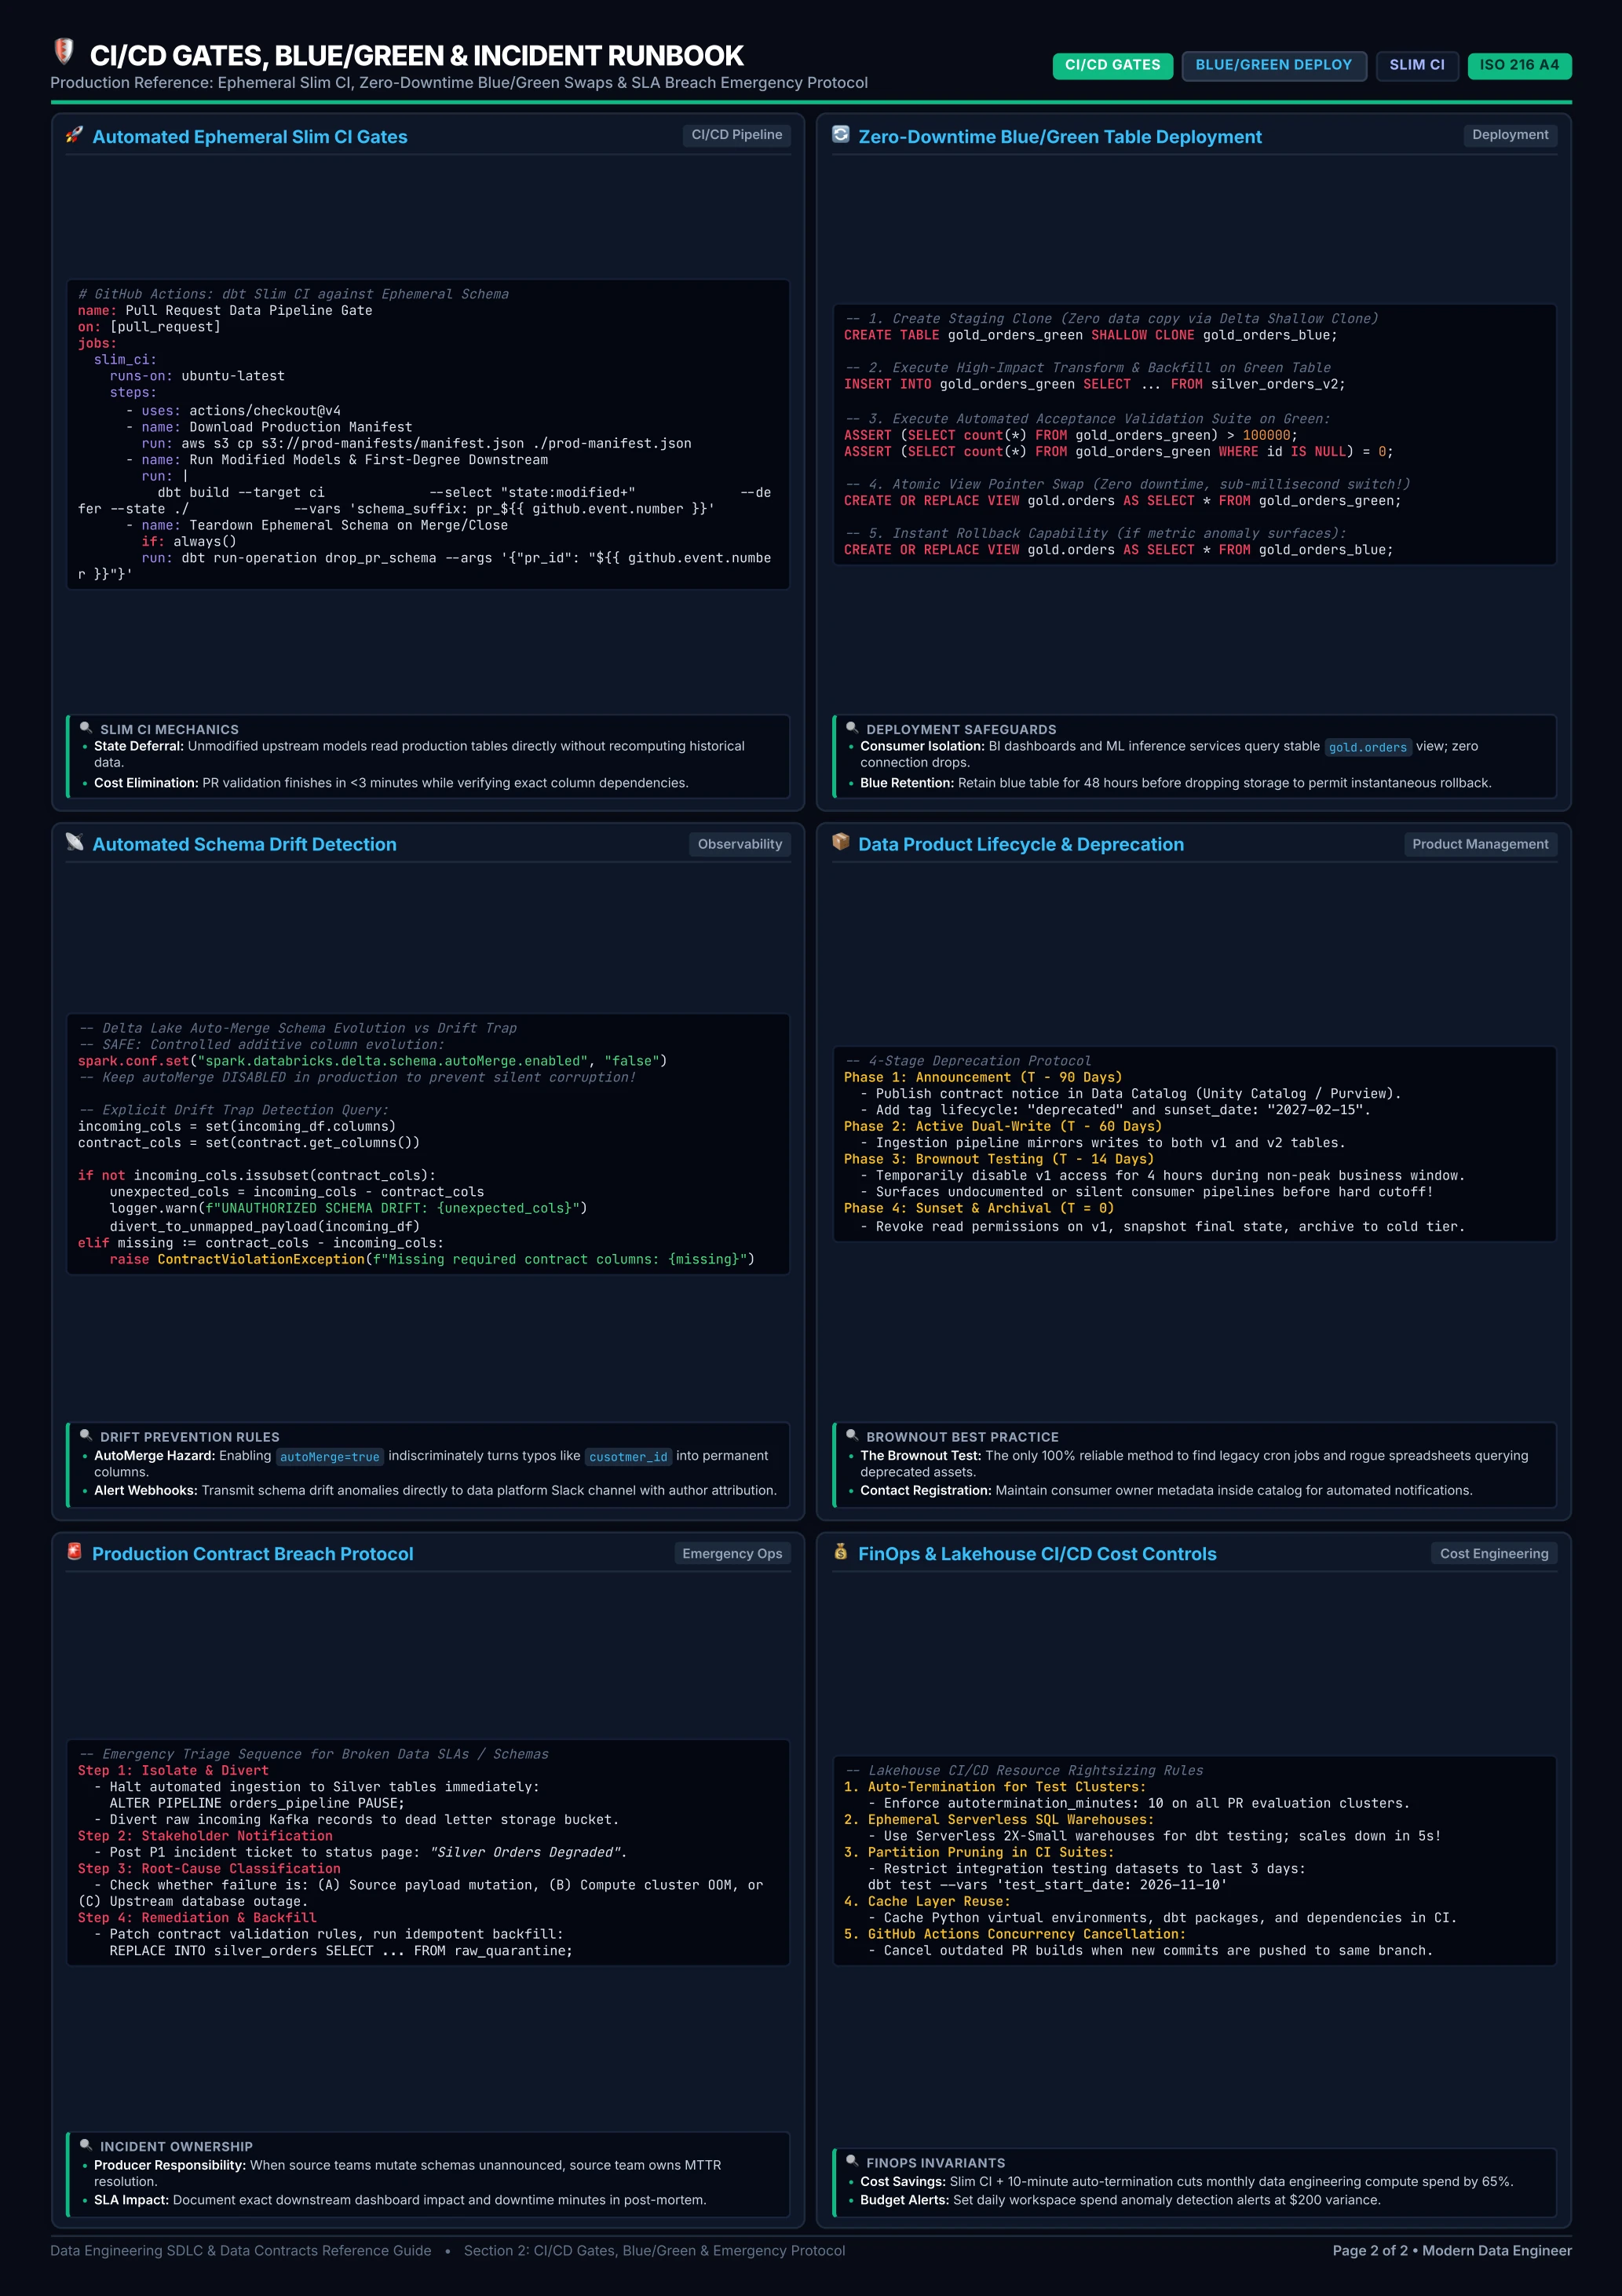 CI/CD GATES, BLUE/GREEN & INCIDENT RUNBOOK
Production Reference: Ephemeral Slim CI, Zero-Downtime Blue/Green Swaps & SLA Breach Emergency Protocol
CI/CD GATES
BLUE/GREEN DEPLOY
SLIM CI
ISO 216 A4
Automated Ephemeral Slim CI Gates
CI/CD Pipeline
# GitHub Actions: dbt Slim CI against Ephemeral Schema
name: Pull Request Data Pipeline Gate
on: [pull_request]
jobs:
  slim_ci:
    runs-on: ubuntu-latest
    steps:
      - uses: actions/checkout@v4
      - name: Download Production Manifest
        run: aws s3 cp s3://prod-manifests/manifest.json ./prod-manifest.json
      - name: Run Modified Models & First-Degree Downstream
        run: |
          dbt build --target ci             --select "state:modified+"             --de
fer --state ./             --vars 'schema_suffix: pr_${{ github.event.number }}'
      - name: Teardown Ephemeral Schema on Merge/Close
        if: always()
        run: dbt run-operation drop_pr_schema --args '{"pr_id": "${{ github.event.numbe
r }}"}'
SLIM CI MECHANICS
• State Deferral: Unmodified upstream models read production tables directly without recomputing historical
data.
• Cost Elimination: PR validation finishes in <3 minutes while verifying exact column dependencies.
Zero-Downtime Blue/Green Table Deployment
Deployment
-- 1. Create Staging Clone (Zero data copy via Delta Shallow Clone)
CREATE TABLE gold_orders_green SHALLOW CLONE gold_orders_blue;
-- 2. Execute High-Impact Transform & Backfill on Green Table
INSERT INTO gold_orders_green SELECT ... FROM silver_orders_v2;
-- 3. Execute Automated Acceptance Validation Suite on Green:
ASSERT (SELECT count(*) FROM gold_orders_green) > 100000;
ASSERT (SELECT count(*) FROM gold_orders_green WHERE id IS NULL) = 0;
-- 4. Atomic View Pointer Swap (Zero downtime, sub-millisecond switch!)
CREATE OR REPLACE VIEW gold.orders AS SELECT * FROM gold_orders_green;
-- 5. Instant Rollback Capability (if metric anomaly surfaces):
CREATE OR REPLACE VIEW gold.orders AS SELECT * FROM gold_orders_blue;
DEPLOYMENT SAFEGUARDS
• Consumer Isolation: BI dashboards and ML inference services query stable gold.orders view; zero
connection drops.
• Blue Retention: Retain blue table for 48 hours before dropping storage to permit instantaneous rollback.
Automated Schema Drift Detection
Observability
-- Delta Lake Auto-Merge Schema Evolution vs Drift Trap
-- SAFE: Controlled additive column evolution:
spark.conf.set("spark.databricks.delta.schema.autoMerge.enabled", "false")
-- Keep autoMerge DISABLED in production to prevent silent corruption!
-- Explicit Drift Trap Detection Query:
incoming_cols = set(incoming_df.columns)
contract_cols = set(contract.get_columns())
if not incoming_cols.issubset(contract_cols):
    unexpected_cols = incoming_cols - contract_cols
    logger.warn(f"UNAUTHORIZED SCHEMA DRIFT: {unexpected_cols}")
    divert_to_unmapped_payload(incoming_df)
elif missing := contract_cols - incoming_cols:
    raise ContractViolationException(f"Missing required contract columns: {missing}")
DRIFT PREVENTION RULES
• AutoMerge Hazard: Enabling autoMerge=true indiscriminately turns typos like cusotmer_id into permanent
columns.
• Alert Webhooks: Transmit schema drift anomalies directly to data platform Slack channel with author attribution.
Data Product Lifecycle & Deprecation
Product Management
-- 4-Stage Deprecation Protocol
Phase 1: Announcement (T - 90 Days)
  - Publish contract notice in Data Catalog (Unity Catalog / Purview).
  - Add tag lifecycle: "deprecated" and sunset_date: "2027-02-15".
Phase 2: Active Dual-Write (T - 60 Days)
  - Ingestion pipeline mirrors writes to both v1 and v2 tables.
Phase 3: Brownout Testing (T - 14 Days)
  - Temporarily disable v1 access for 4 hours during non-peak business window.
  - Surfaces undocumented or silent consumer pipelines before hard cutoff!
Phase 4: Sunset & Archival (T = 0)
  - Revoke read permissions on v1, snapshot final state, archive to cold tier.
BROWNOUT BEST PRACTICE
• The Brownout Test: The only 100% reliable method to find legacy cron jobs and rogue spreadsheets querying
deprecated assets.
• Contact Registration: Maintain consumer owner metadata inside catalog for automated notifications.
Production Contract Breach Protocol
Emergency Ops
-- Emergency Triage Sequence for Broken Data SLAs / Schemas
Step 1: Isolate & Divert
  - Halt automated ingestion to Silver tables immediately:
    ALTER PIPELINE orders_pipeline PAUSE;
  - Divert raw incoming Kafka records to dead letter storage bucket.
Step 2: Stakeholder Notification
  - Post P1 incident ticket to status page: "Silver Orders Degraded".
Step 3: Root-Cause Classification
  - Check whether failure is: (A) Source payload mutation, (B) Compute cluster OOM, or
(C) Upstream database outage.
Step 4: Remediation & Backfill
  - Patch contract validation rules, run idempotent backfill:
    REPLACE INTO silver_orders SELECT ... FROM raw_quarantine;
INCIDENT OWNERSHIP
• Producer Responsibility: When source teams mutate schemas unannounced, source team owns MTTR
resolution.
• SLA Impact: Document exact downstream dashboard impact and downtime minutes in post-mortem.
FinOps & Lakehouse CI/CD Cost Controls
Cost Engineering
-- Lakehouse CI/CD Resource Rightsizing Rules
1. Auto-Termination for Test Clusters:
   - Enforce autotermination_minutes: 10 on all PR evaluation clusters.
2. Ephemeral Serverless SQL Warehouses:
   - Use Serverless 2X-Small warehouses for dbt testing; scales down in 5s!
3. Partition Pruning in CI Suites:
   - Restrict integration testing datasets to last 3 days:
   dbt test --vars 'test_start_date: 2026-11-10'
4. Cache Layer Reuse:
   - Cache Python virtual environments, dbt packages, and dependencies in CI.
5. GitHub Actions Concurrency Cancellation:
   - Cancel outdated PR builds when new commits are pushed to same branch.
FINOPS INVARIANTS
• Cost Savings: Slim CI + 10-minute auto-termination cuts monthly data engineering compute spend by 65%.
• Budget Alerts: Set daily workspace spend anomaly detection alerts at $200 variance.
Data Engineering SDLC & Data Contracts Reference Guide • Section 2: CI/CD Gates, Blue/Green & Emergency Protocol
Page 2 of 2 • Modern Data Engineer